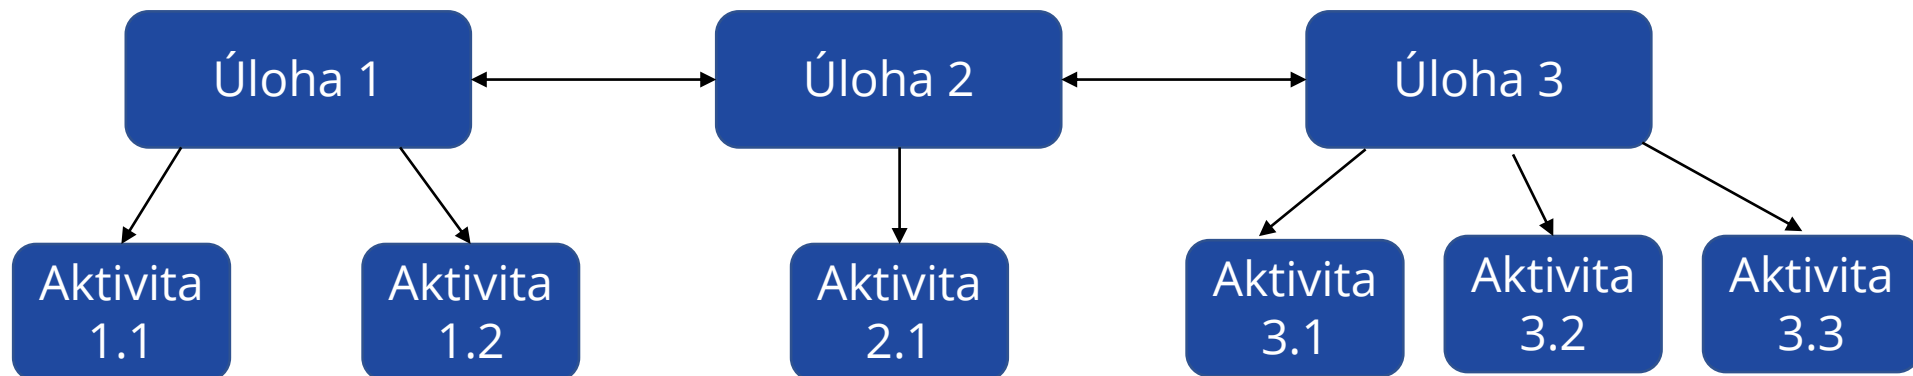 Úloha 1
Úloha 2
Úloha 3
Aktivita
1.1
Aktivita
1.2
Aktivita
2.1
Aktivita
3.1
Aktivita
3.2
Aktivita
3.3